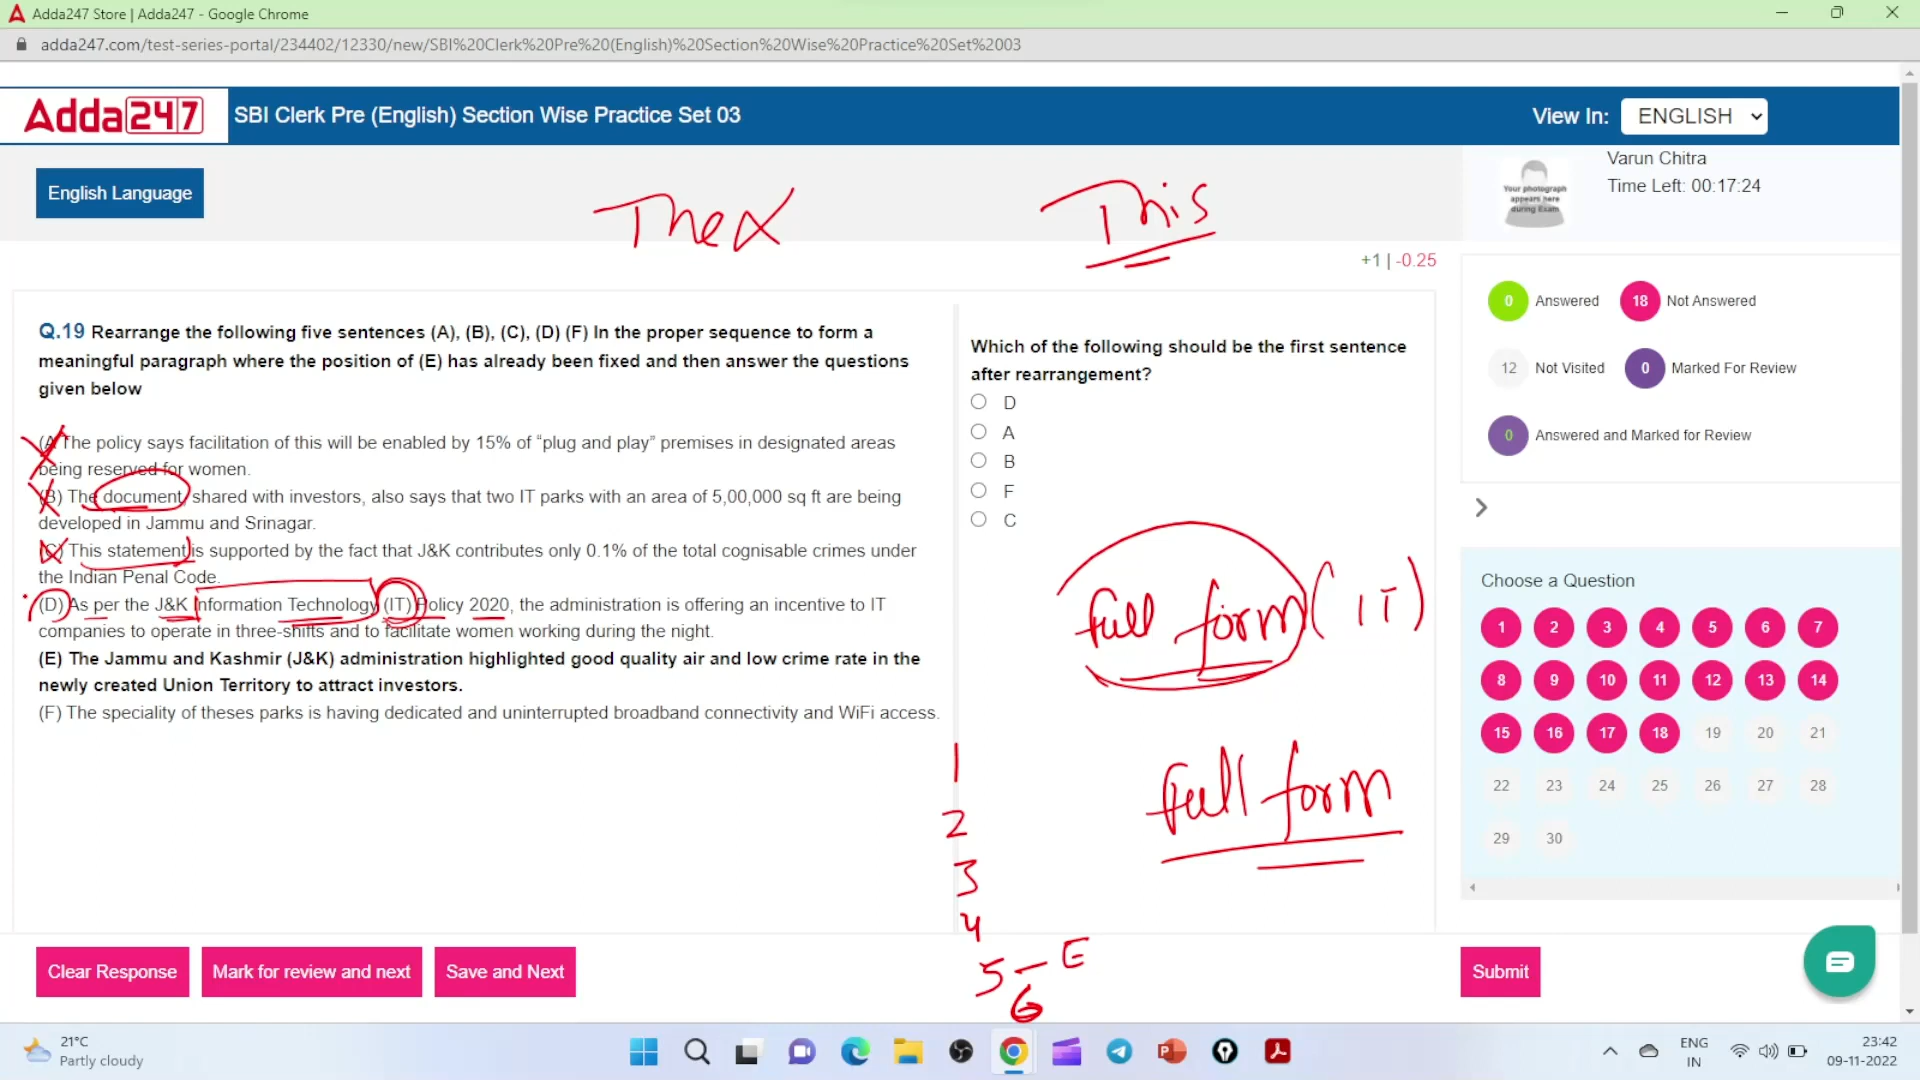 Adda247 Store | Adda247 - Google Chrome
adda247.com/test-series-portal/234402/12330/new/SBI%20Clerk%20Pre%20(English)%20Section%20Wise%20Practice%20Set%2003
Adda247
SBI Clerk Pre (English) Section Wise Practice Set 03
View In:
ENGLISH
English Language
The
This
Your photograph
appears here
during Exam
Varun Chitra
Time Left: 00:17:24
+1 | -0.25
Q.19 Rearrange the following five sentences (A), (B), (C), (D) (F) In the proper sequence to form a
meaningful paragraph where the position of (E) has already been fixed and then answer the questions
given below
(A) The policy says facilitation of this will be enabled by 15% of “plug and play” premises in designated areas
being reserved for women.
(B) The document, shared with investors, also says that two IT parks with an area of 5,00,000 sq ft are being
developed in Jammu and Srinagar.
(C) This statement is supported by the fact that J&K contributes only 0.1% of the total cognisable crimes under
the Indian Penal Code.
(D) As per the J&K Information Technology (IT) Policy 2020, the administration is offering an incentive to IT
companies to operate in three-shifts and to facilitate women working during the night.
(E) The Jammu and Kashmir (J&K) administration highlighted good quality air and low crime rate in the
newly created Union Territory to attract investors.
(F) The speciality of theses parks is having dedicated and uninterrupted broadband connectivity and WiFi access.
Which of the following should be the first sentence
after rearrangement?
D
A
B
F
C
full form (IT)
full form
1
2
3
4
5 – E
6
0 Answered
18 Not Answered
12 Not Visited
0 Marked For Review
0 Answered and Marked for Review
Choose a Question
1 2 3 4 5 6 7
8 9 10 11 12 13 14
15 16 17 18 19 20 21
22 23 24 25 26 27 28
29 30
Clear Response
Mark for review and next
Save and Next
Submit
21°C
Partly cloudy
ENG
IN
23:42
09-11-2022